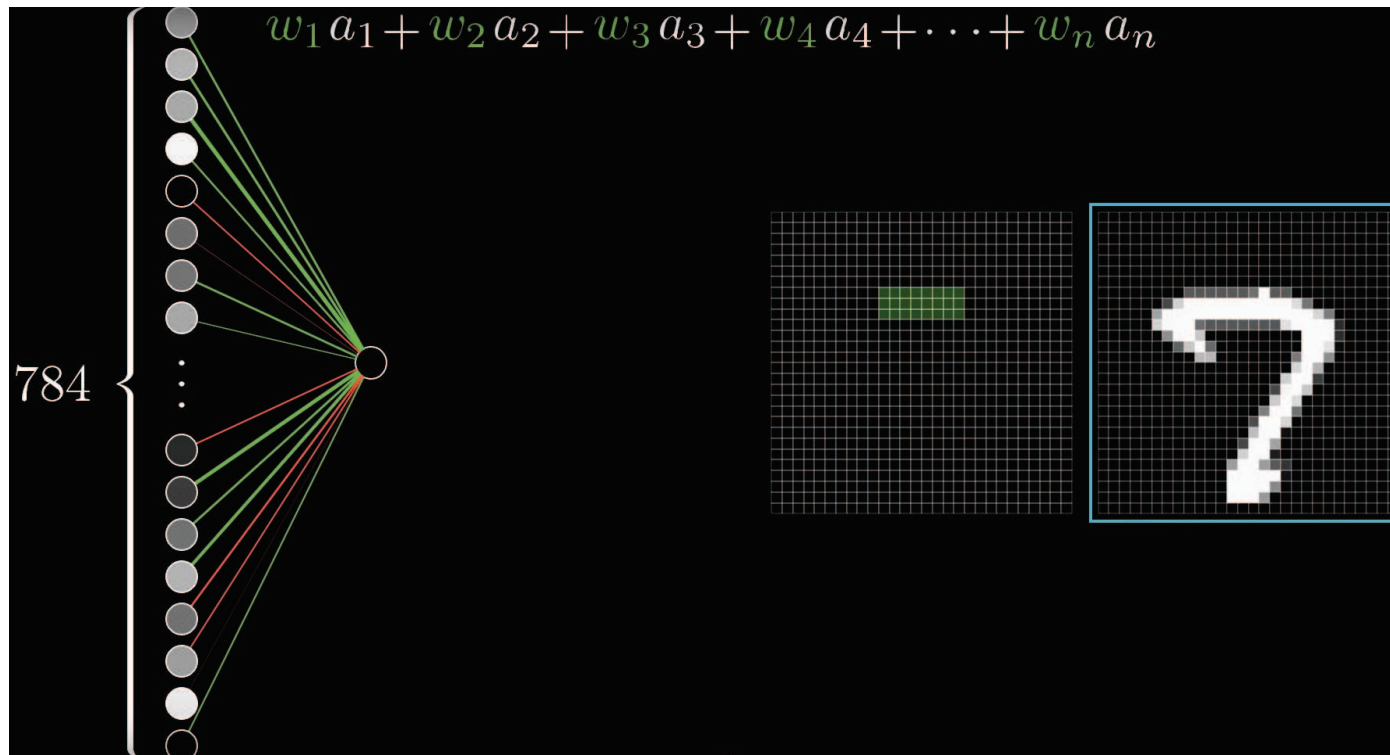 w₁a₁ + w₂a₂ + w₃a₃ + w₄a₄ + ⋯ + wₙaₙ
784